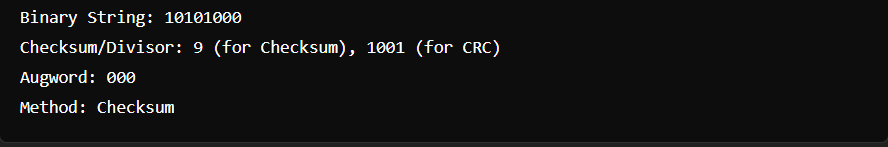 Binary String: 10101000
Checksum/Divisor: 9 (for Checksum), 1001 (for CRC)
Augword: 000
Method: Checksum